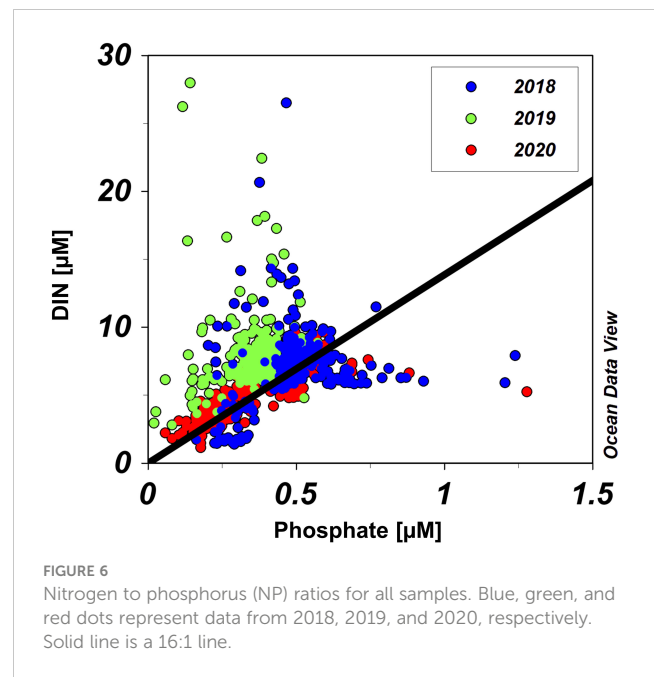 30
20
10
0
DIN [µM]
2018
2019
2020
Ocean Data View
0
0.5
1
1.5
Phosphate [µM]
FIGURE 6
Nitrogen to phosphorus (NP) ratios for all samples. Blue, green, and
red dots represent data from 2018, 2019, and 2020, respectively.
Solid line is a 16:1 line.